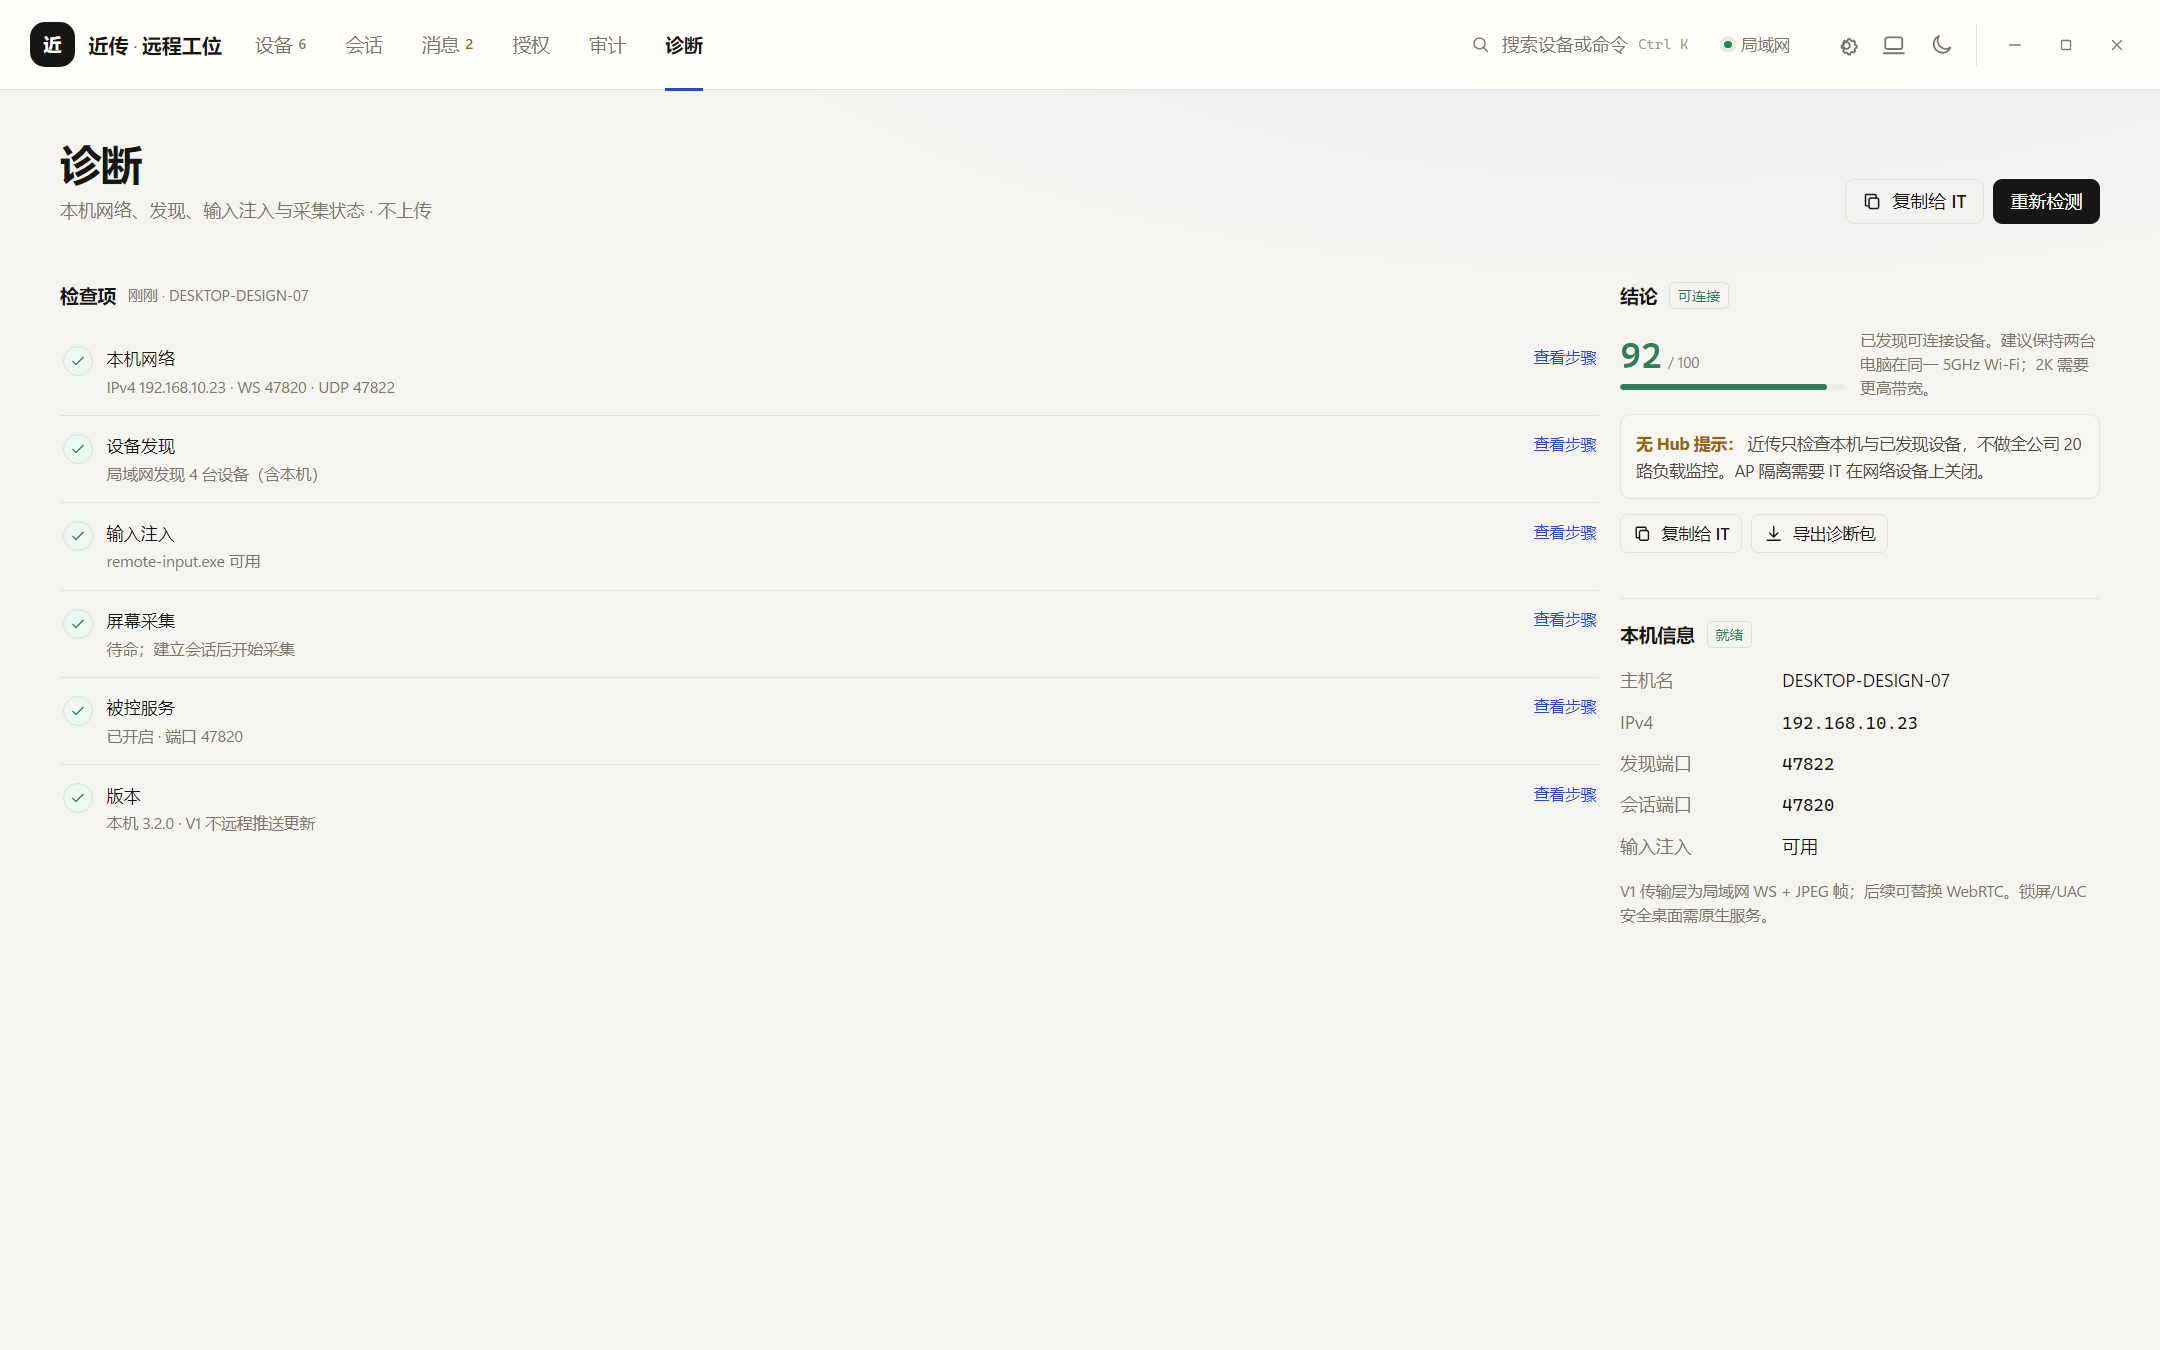 近 近传 · 远程工位 设备 6 会话 消息 2 授权 审计 诊断 搜索设备或命令 Ctrl K 局域网
诊断
本机网络、发现、输入注入与采集状态 · 不上传
复制给 IT 重新检测
检查项 刚刚 · DESKTOP-DESIGN-07
本机网络 查看步骤
IPv4 192.168.10.23 · WS 47820 · UDP 47822
设备发现 查看步骤
局域网发现 4 台设备（含本机）
输入注入 查看步骤
remote-input.exe 可用
屏幕采集 查看步骤
待命；建立会话后开始采集
被控服务 查看步骤
已开启 · 端口 47820
版本 查看步骤
本机 3.2.0 · V1 不远程推送更新
结论 可连接
92 / 100
已发现可连接设备。建议保持两台
电脑在同一 5GHz Wi-Fi；2K 需要
更高带宽。
无 Hub 提示： 近传只检查本机与已发现设备，不做全公司 20
路负载监控。AP 隔离需要 IT 在网络设备上关闭。
复制给 IT 导出诊断包
本机信息 就绪
主机名 DESKTOP-DESIGN-07
IPv4 192.168.10.23
发现端口 47822
会话端口 47820
输入注入 可用
V1 传输层为局域网 WS + JPEG 帧；后续可替换 WebRTC。锁屏/UAC
安全桌面需原生服务。